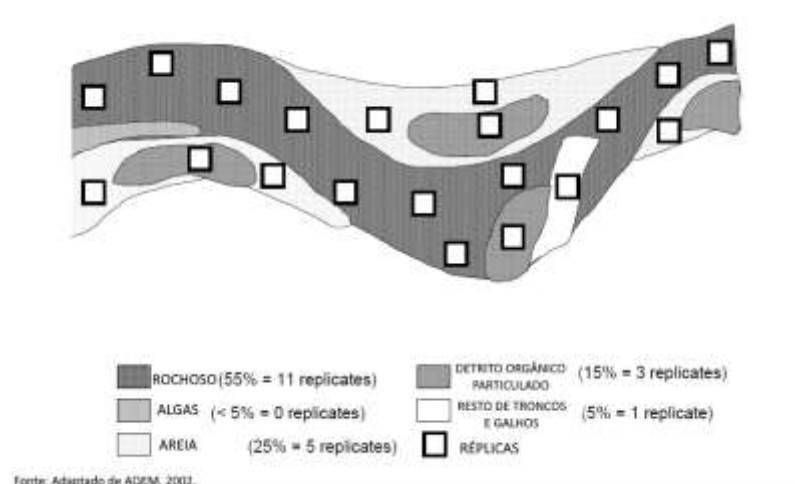 ROCHOSO (55% = 11 replicates)
ALGAS (< 5% = 0 replicates)
AREIA (25% = 5 replicates)
DETRITO ORGÂNICO
PARTICULADO (15% = 3 replicates)
RESTO DE TRONCOS
E GALHOS (5% = 1 replicate)
RÉPLICAS
Fonte: Adaptado de ADEM, 2002.